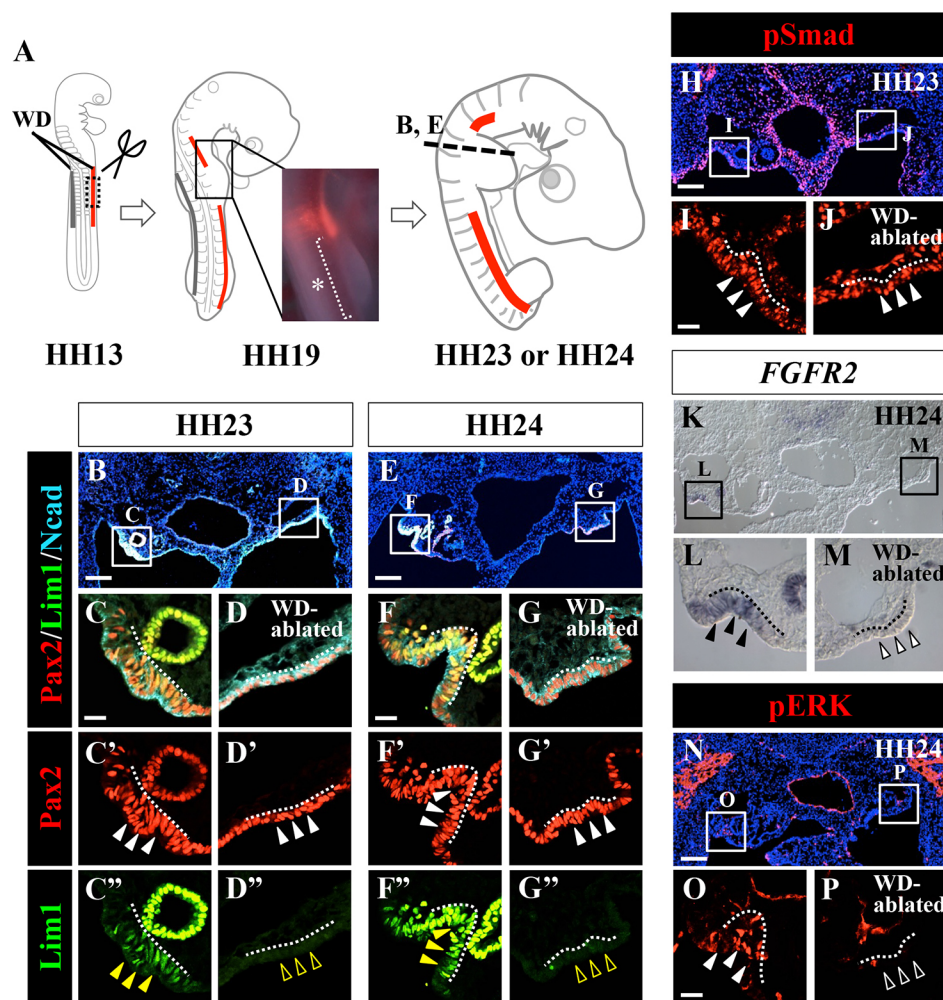 A
WD
B, E
*
HH13
HH19
HH23 or HH24
HH23
HH24
Pax2/Lim1/Ncad
B
C
D
E
F
G
C
D
WD-
ablated
F
G
WD-
ablated
Pax2
C’
D’
F’
G’
Lim1
C”
D”
F”
G”
pSmad
H
HH23
I
J
I
J
WD-
ablated
FGFR2
K
HH24
L
M
L
M
WD-
ablated
pERK
N
HH24
O
P
O
P
WD-
ablated